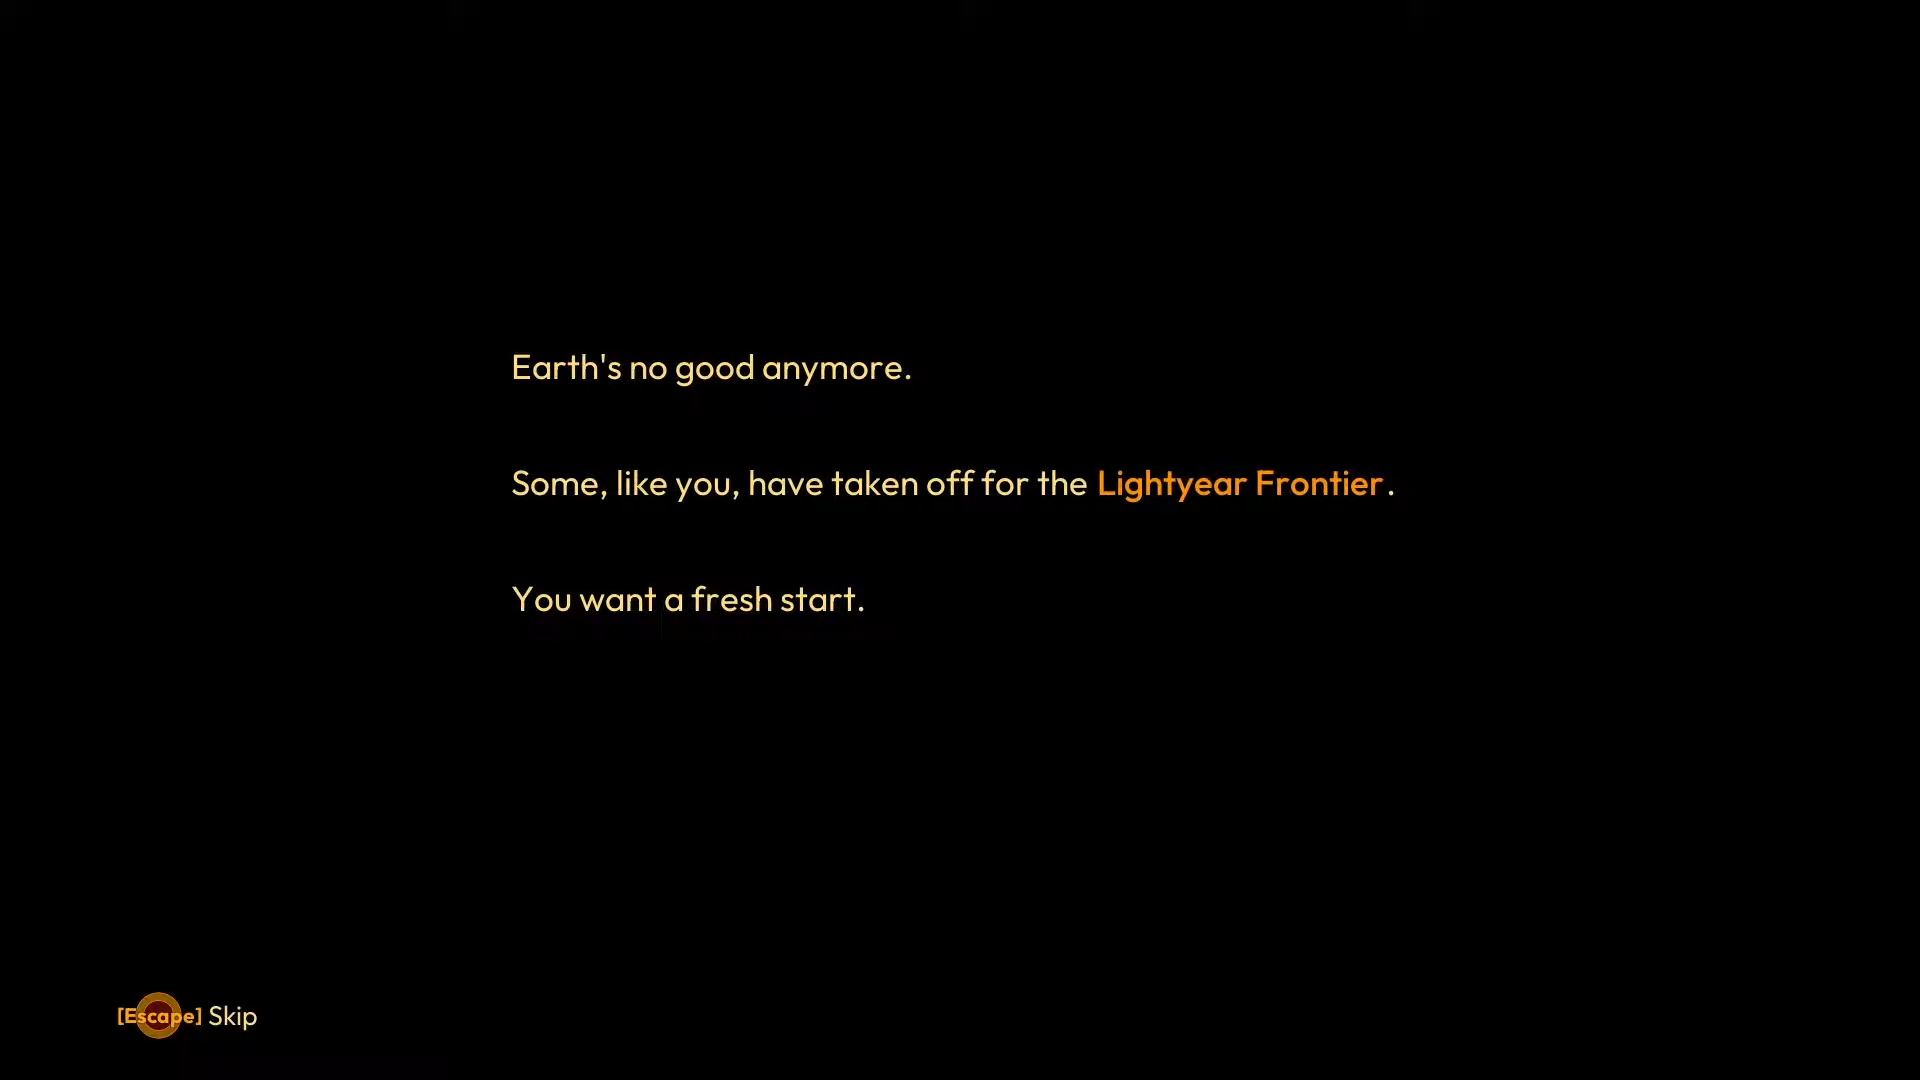 Earth's no good anymore.
Some, like you, have taken off for the Lightyear Frontier.
You want a fresh start.
[Escape] Skip